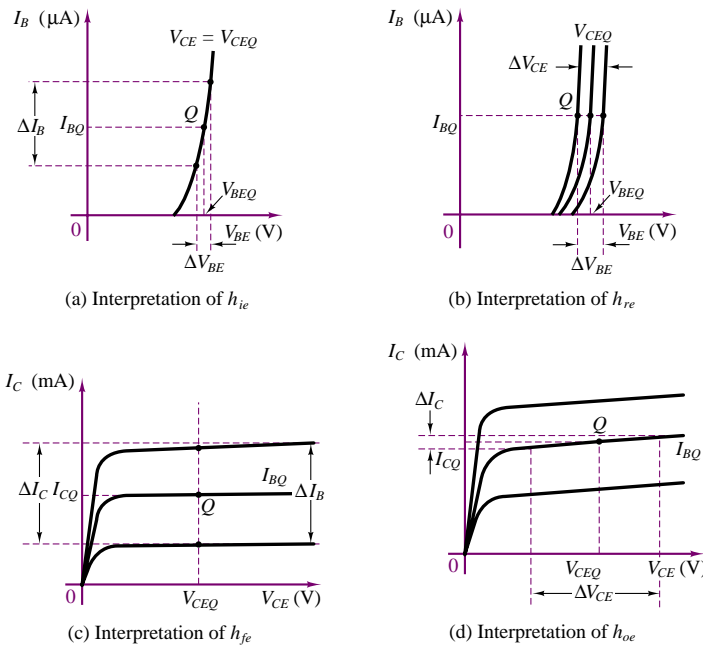 I_B (μA)
V_CE = V_CEQ
ΔI_B
I_BQ
Q
V_BEQ
0
V_BE (V)
ΔV_BE
(a) Interpretation of h_ie
I_B (μA)
V_CEQ
ΔV_CE
Q
I_BQ
V_BEQ
0
V_BE (V)
ΔV_BE
(b) Interpretation of h_re
I_C (mA)
ΔI_C I_CQ
I_BQ
ΔI_B
Q
0
V_CEQ
V_CE (V)
(c) Interpretation of h_fe
I_C (mA)
ΔI_C
Q
I_CQ
I_BQ
0
V_CEQ
V_CE (V)
ΔV_CE
(d) Interpretation of h_oe